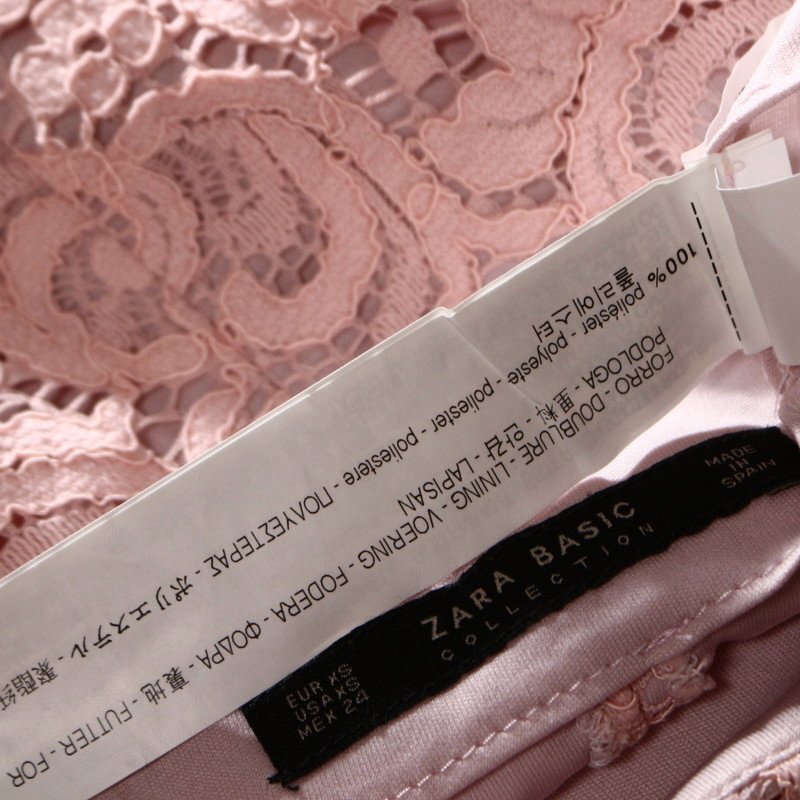 FORRO - DOUBLURE - LINING - VOERING - FODERA - ΦΟΔΡΑ - 裏地 - FUTTER - FOR
PODLOGA - 里料 - 안감 - LAPISAN
100% poliéster - polyester - poliester - poliestere - ΠΟΛΥΕΣΤΕΡΑΣ - ポリエステル - 聚酯纤
폴리에스터
ZARA BASIC
COLLECTION
MADE
IN
SPAIN
EUR XS
USA XS
MEX 24